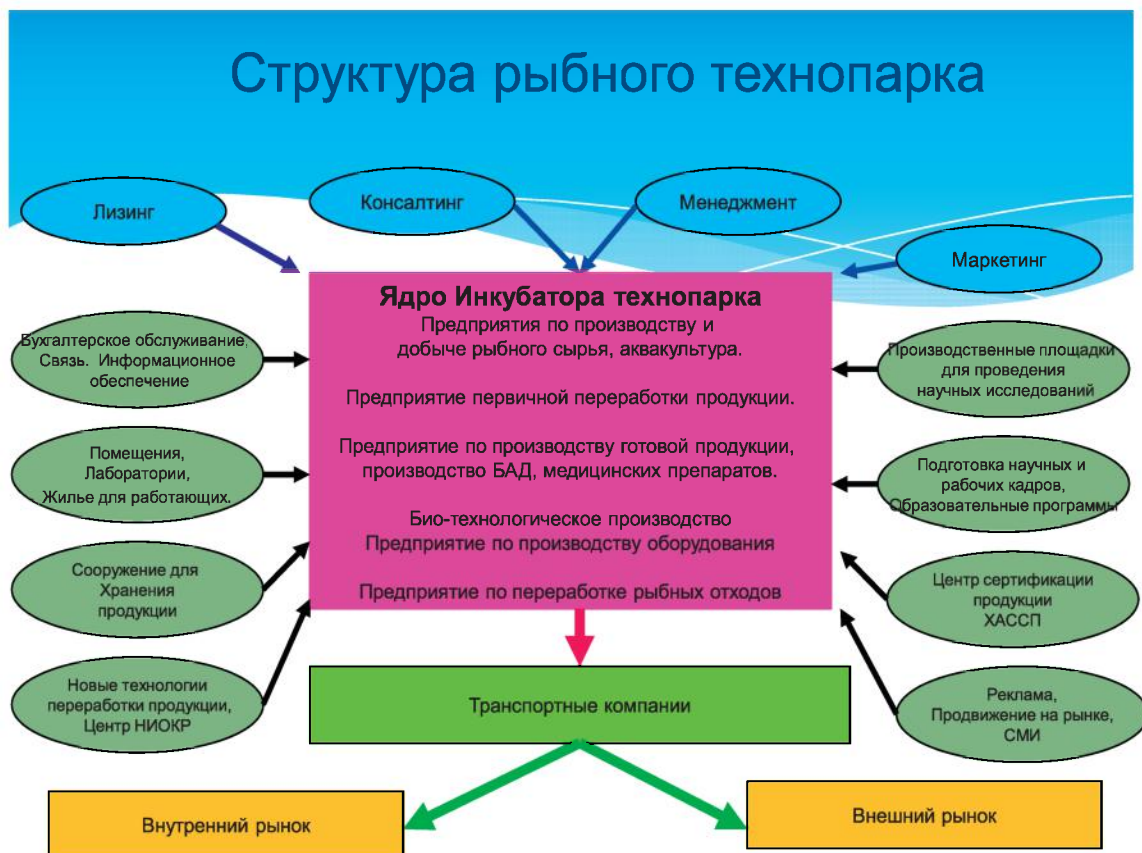 Структура рыбного технопарка
Лизинг
Консалтинг
Менеджмент
Маркетинг
Ядро Инкубатора технопарка
Предприятия по производству и
добыче рыбного сырья, аквакультура.
Предприятие первичной переработки продукции.
Предприятие по производству готовой продукции,
производство БАД, медицинских препаратов.
Био-технологическое производство
Предприятие по производству оборудования
Предприятие по переработке рыбных отходов
Бухгалтерское обслуживание,
Связь. Информационное
обеспечение
Помещения,
Лаборатории,
Жилье для работающих.
Сооружение для
Хранения
продукции
Новые технологии
переработки продукции,
Центр НИОКР
Производственные площадки
для проведения
научных исследований
Подготовка научных и
рабочих кадров,
Образовательные программы
Центр сертификации
продукции
ХАССП
Реклама,
Продвижение на рынке,
СМИ
Транспортные компании
Внутренний рынок
Внешний рынок